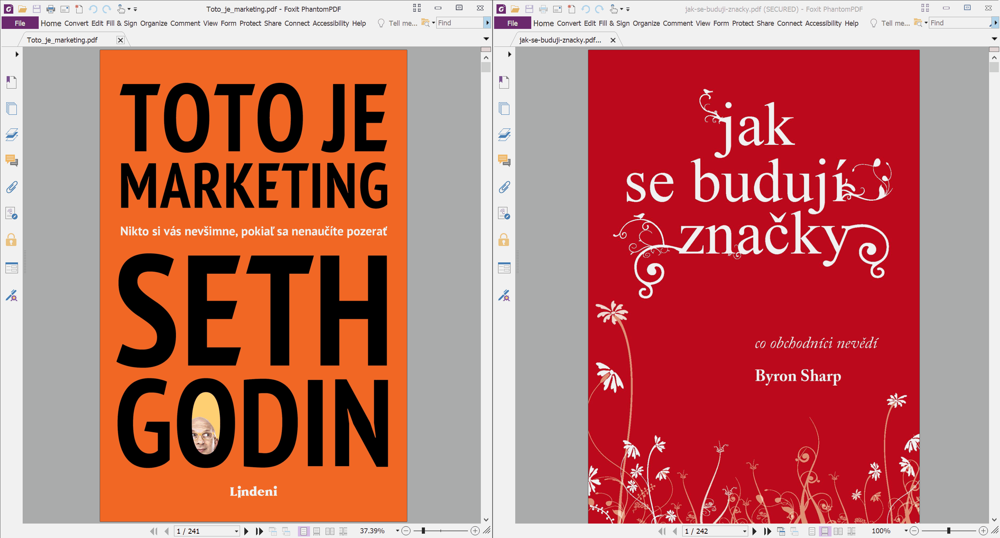 Toto_je_marketing.pdf - Foxit PhantomPDF
File Home Convert Edit Fill & Sign Organize Comment View Form Protect Share Connect Accessibility Help Tell me... Find
Toto_je_marketing.pdf
TOTO JE
MARKETING
Nikto si vás nevšimne, pokiaľ sa nenaučíte pozerať
SETH
GODIN
Lindeni
1 / 241
37.39%
jak-se-buduji-znacky.pdf (SECURED) - Foxit PhantomPDF
File Home Convert Edit Fill & Sign Organize Comment View Form Protect Share Connect Accessibility Help Tell me... Find
jak-se-buduji-znacky.pdf...
jak
se budují
značky
co obchodníci nevědí
Byron Sharp
1 / 242
100%